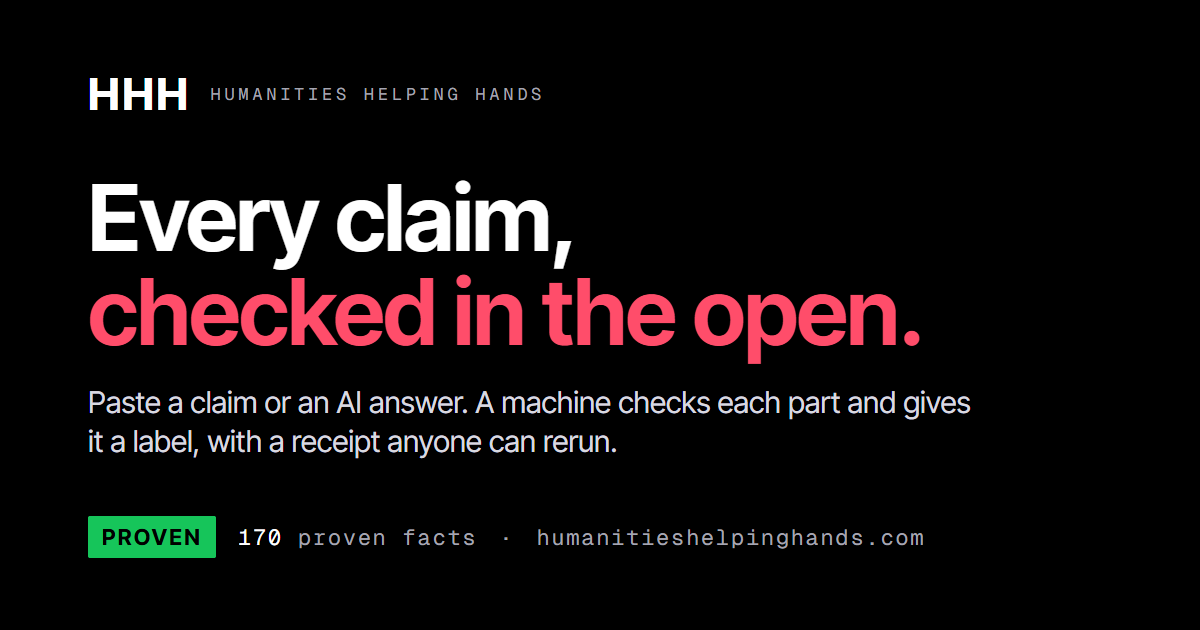 HHH HUMANITIES HELPING HANDS
Every claim,
checked in the open.
Paste a claim or an AI answer. A machine checks each part and gives
it a label, with a receipt anyone can rerun.
PROVEN 170 proven facts · humanitieshelpinghands.com